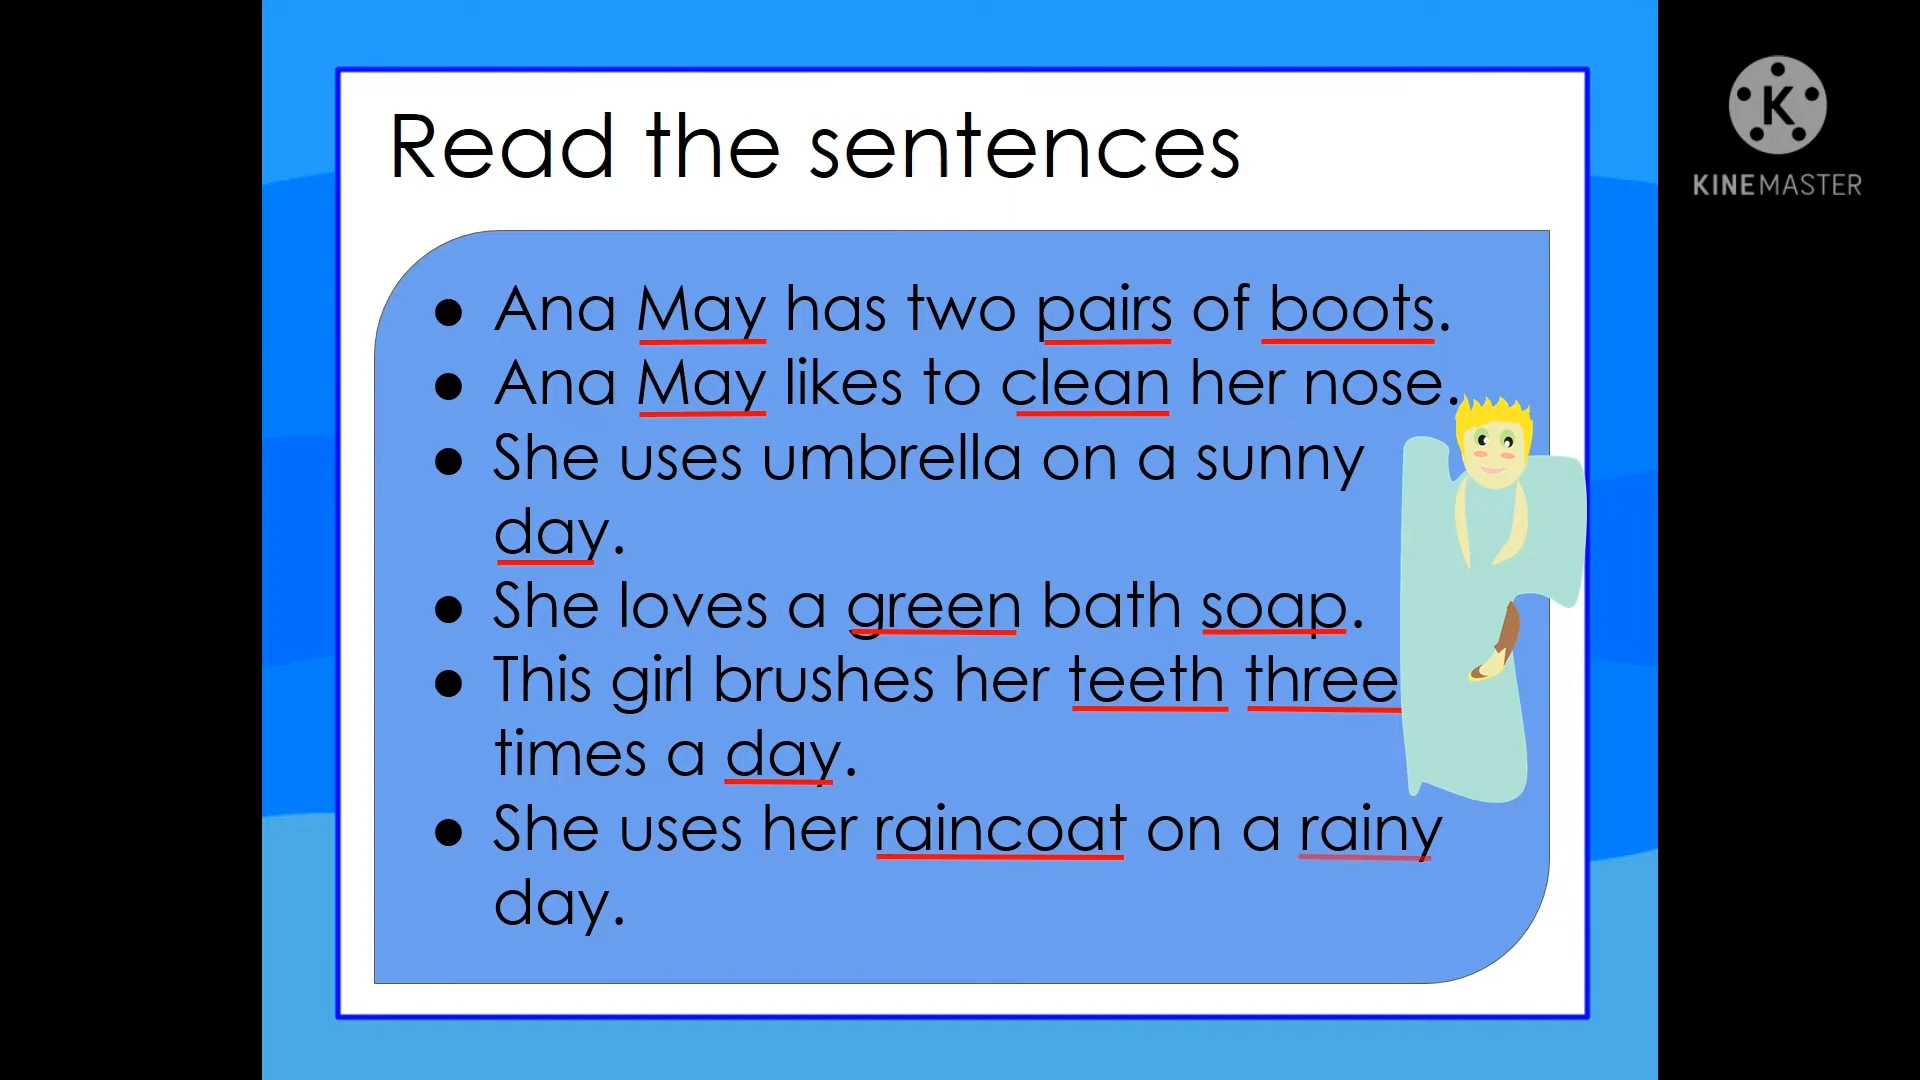 Read the sentences
K
KINEMASTER
● Ana May has two pairs of boots.
● Ana May likes to clean her nose.
● She uses umbrella on a sunny
day.
● She loves a green bath soap.
● This girl brushes her teeth three
times a day.
● She uses her raincoat on a rainy
day.